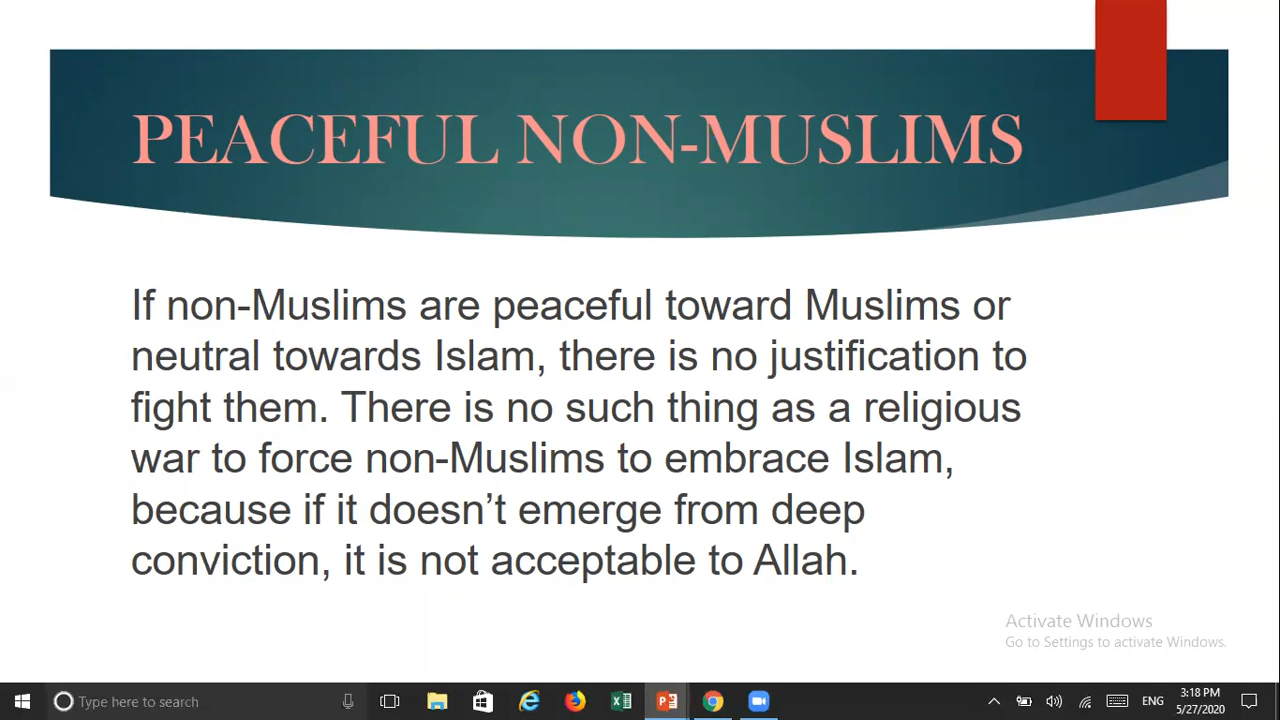 PEACEFUL NON-MUSLIMS
If non-Muslims are peaceful toward Muslims or
neutral towards Islam, there is no justification to
fight them. There is no such thing as a religious
war to force non-Muslims to embrace Islam,
because if it doesn’t emerge from deep
conviction, it is not acceptable to Allah.
Activate Windows
Go to Settings to activate Windows.
Type here to search
ENG
3:18 PM
5/27/2020